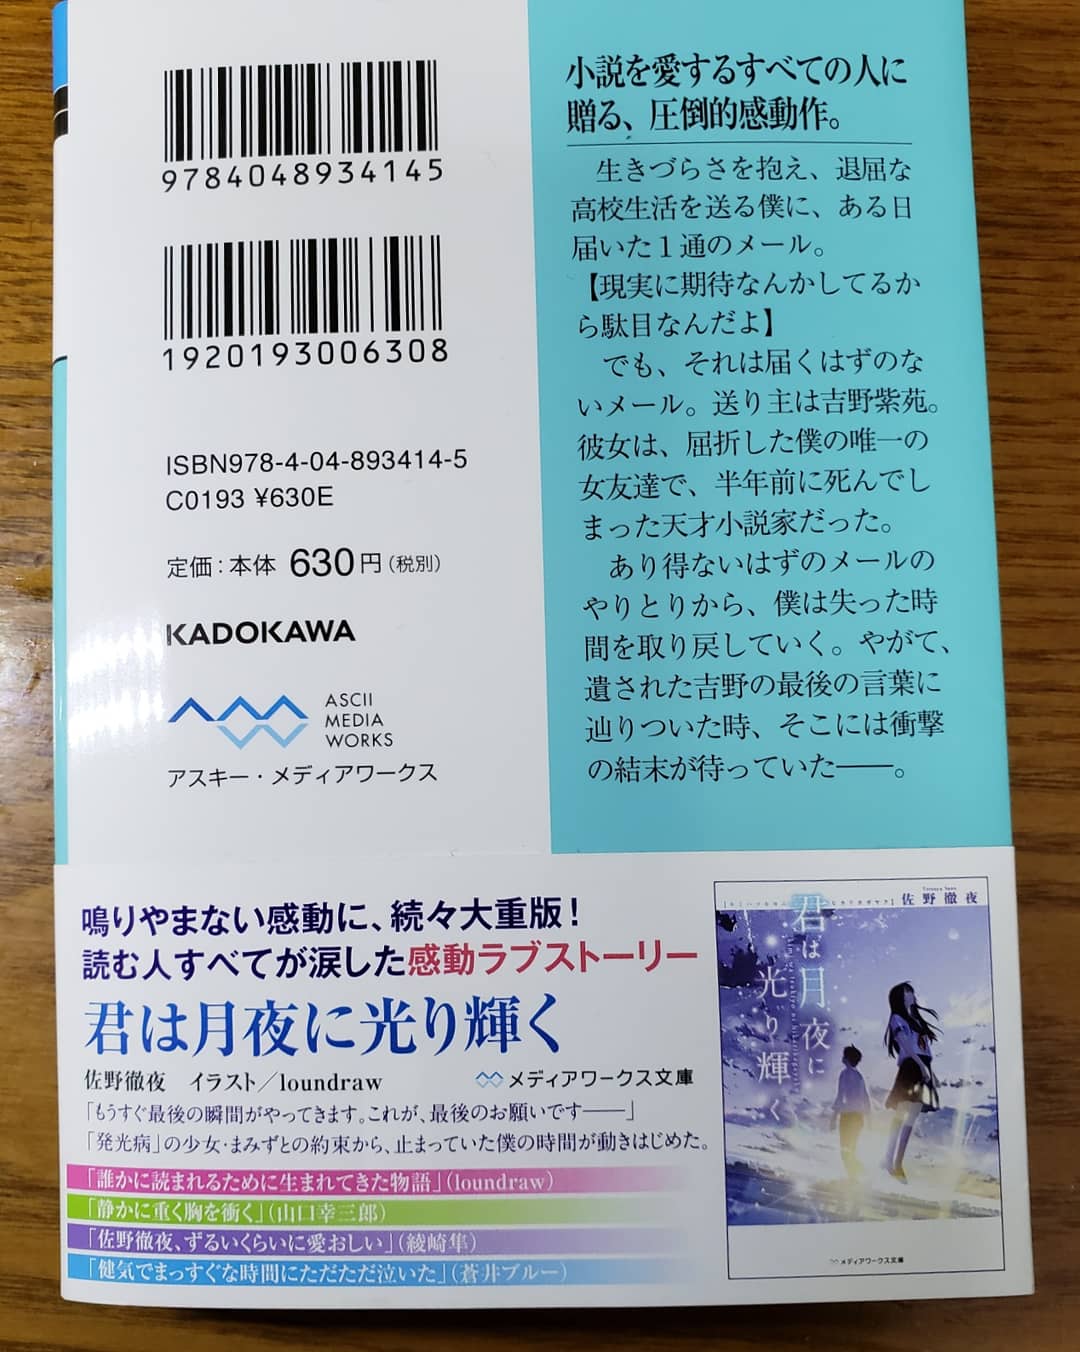 9784048934145
1920193006308
ISBN978-4-04-893414-5
C0193 ¥630E
定価:本体 630円(税別)
KADOKAWA
ASCII
MEDIA
WORKS
アスキー・メディアワークス
小説を愛するすべての人に
贈る、圧倒的感動作。
生きづらさを抱え、退屈な
高校生活を送る僕に、ある日
届いた1通のメール。
【現実に期待なんかしてるか
ら駄目なんだよ】
でも、それは届くはずのな
いメール。送り主は吉野紫苑。
彼女は、屈折した僕の唯一の
女友達で、半年前に死んでし
まった天才小説家だった。
あり得ないはずのメールの
やりとりから、僕は失った時
間を取り戻していく。やがて、
遺された吉野の最後の言葉に
辿りついた時、そこには衝撃
の結末が待っていた――。
鳴りやまない感動に、続々大重版!
読む人すべてが涙した感動ラブストーリー
君は月夜に光り輝く
佐野徹夜 イラスト/loundraw
メディアワークス文庫
「もうすぐ最後の瞬間がやってきます。これが、最後のお願いです――」
「発光病」の少女・まみずとの約束から、止まっていた僕の時間が動きはじめた。
「誰かに読まれるために生まれてきた物語」(loundraw)
「静かに重く胸を衝く」(山口幸三郎)
「佐野徹夜、ずるいくらいに愛おしい」(綾崎隼)
「健気でまっすぐな時間にただただ泣いた」(蒼井ブルー)
佐野徹夜
君は月夜に
光り輝く
メディアワークス文庫